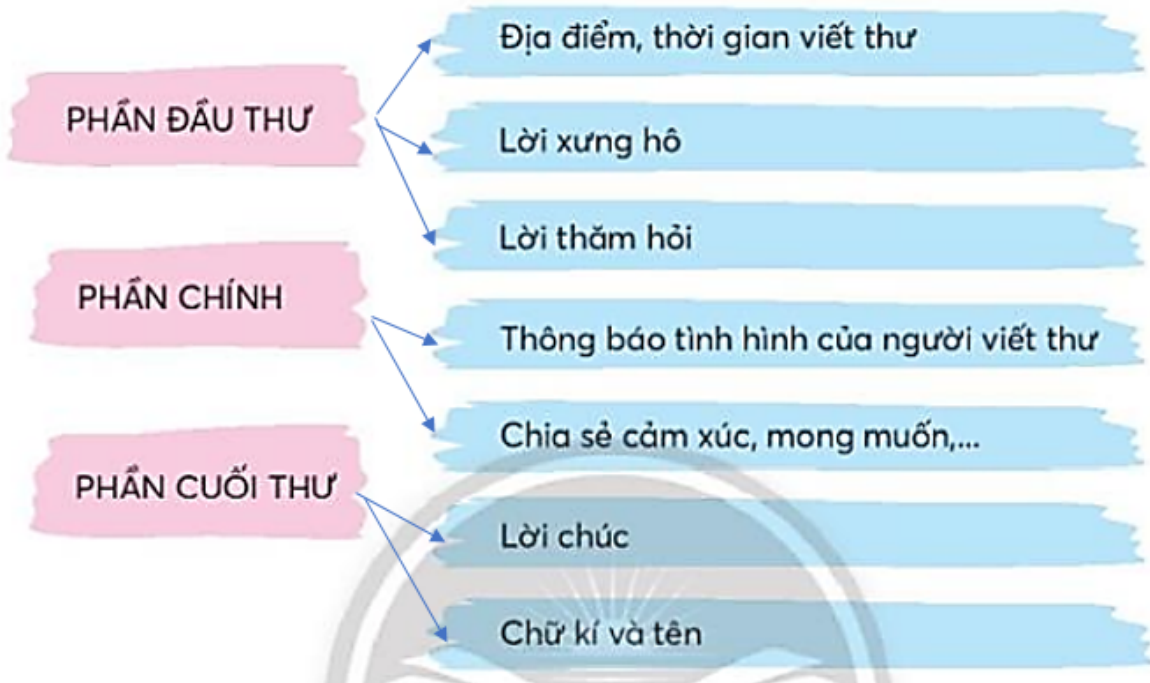 PHẦN ĐẦU THƯ
Địa điểm, thời gian viết thư
Lời xưng hô
Lời thăm hỏi
PHẦN CHÍNH
Thông báo tình hình của người viết thư
Chia sẻ cảm xúc, mong muốn,...
PHẦN CUỐI THƯ
Lời chúc
Chữ kí và tên